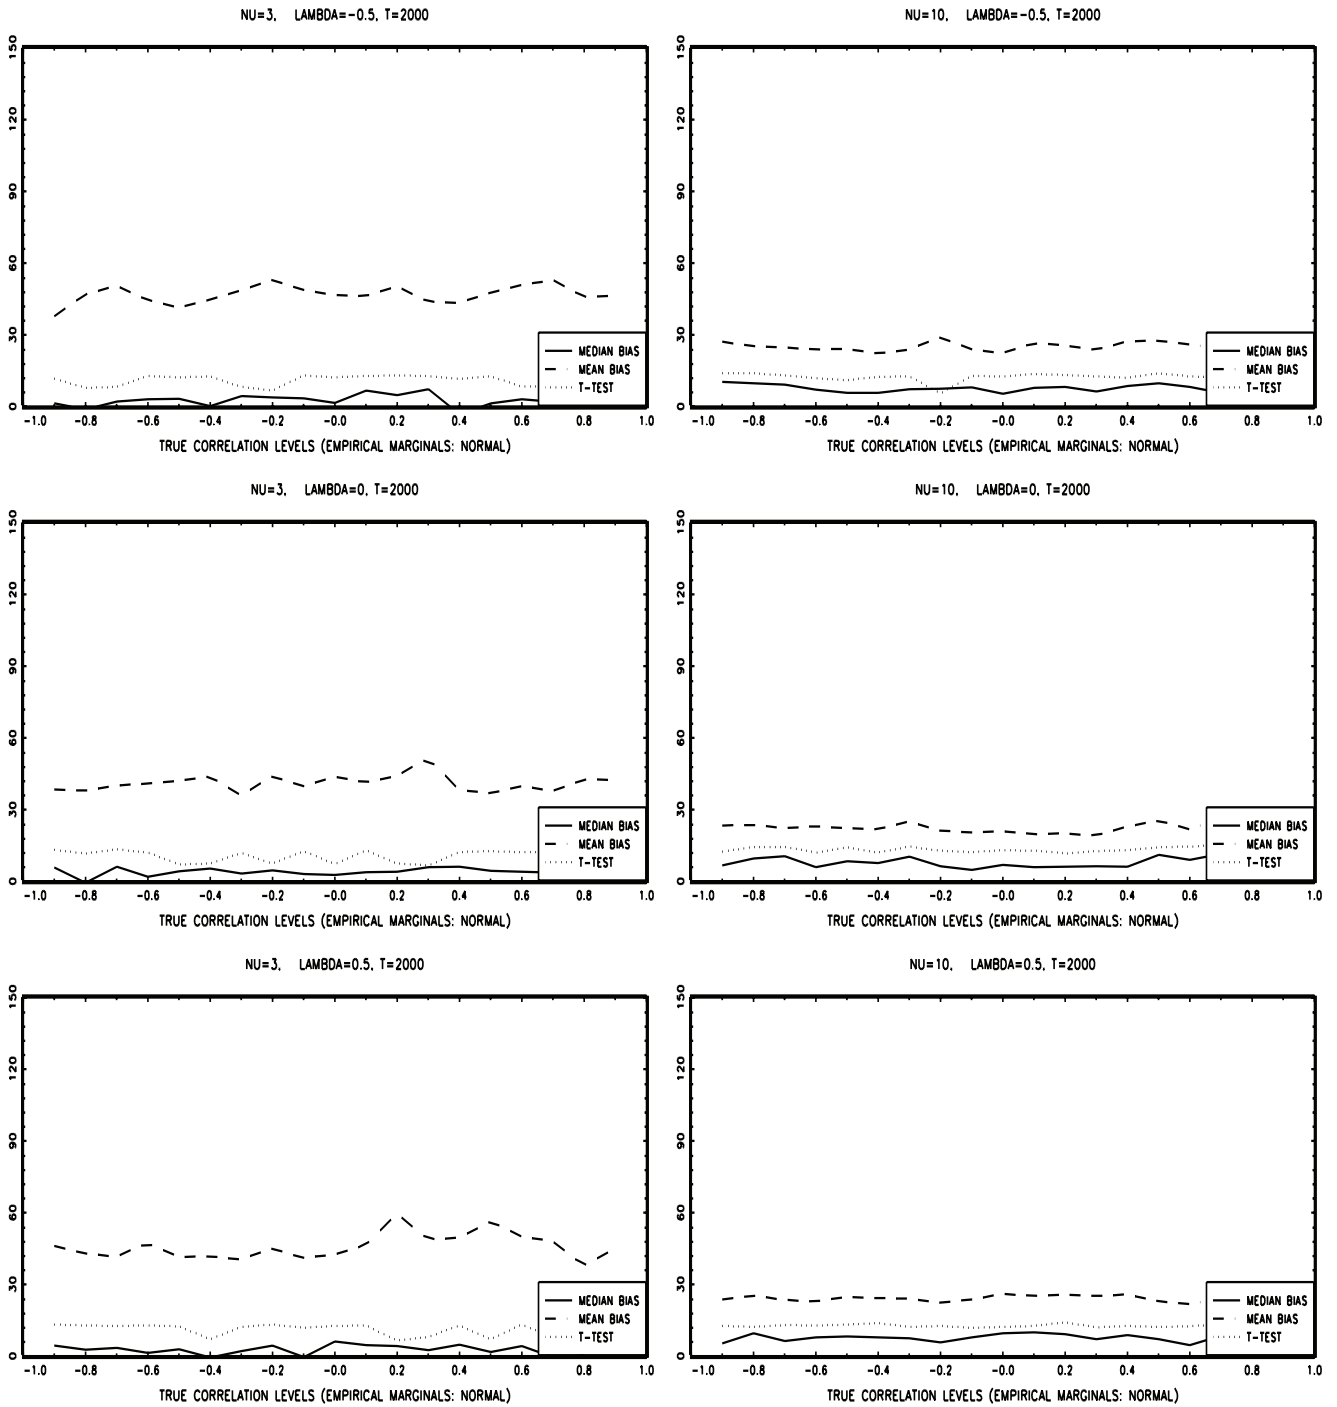 NU=3,    LAMBDA=-0.5, T=2000
150
120
90
60
30
0
MEDIAN BIAS
MEAN BIAS
T-TEST
-1.0 -0.8 -0.6 -0.4 -0.2 -0.0 0.2 0.4 0.6 0.8 1.0
TRUE CORRELATION LEVELS (EMPIRICAL MARGINALS: NORMAL)
NU=10,    LAMBDA=-0.5, T=2000
150
120
90
60
30
0
MEDIAN BIAS
MEAN BIAS
T-TEST
-1.0 -0.8 -0.6 -0.4 -0.2 -0.0 0.2 0.4 0.6 0.8 1.0
TRUE CORRELATION LEVELS (EMPIRICAL MARGINALS: NORMAL)
NU=3,    LAMBDA=0, T=2000
150
120
90
60
30
0
MEDIAN BIAS
MEAN BIAS
T-TEST
-1.0 -0.8 -0.6 -0.4 -0.2 -0.0 0.2 0.4 0.6 0.8 1.0
TRUE CORRELATION LEVELS (EMPIRICAL MARGINALS: NORMAL)
NU=10,    LAMBDA=0, T=2000
150
120
90
60
30
0
MEDIAN BIAS
MEAN BIAS
T-TEST
-1.0 -0.8 -0.6 -0.4 -0.2 -0.0 0.2 0.4 0.6 0.8 1.0
TRUE CORRELATION LEVELS (EMPIRICAL MARGINALS: NORMAL)
NU=3,    LAMBDA=0.5, T=2000
150
120
90
60
30
0
MEDIAN BIAS
MEAN BIAS
T-TEST
-1.0 -0.8 -0.6 -0.4 -0.2 -0.0 0.2 0.4 0.6 0.8 1.0
TRUE CORRELATION LEVELS (EMPIRICAL MARGINALS: NORMAL)
NU=10,    LAMBDA=0.5, T=2000
150
120
90
60
30
0
MEDIAN BIAS
MEAN BIAS
T-TEST
-1.0 -0.8 -0.6 -0.4 -0.2 -0.0 0.2 0.4 0.6 0.8 1.0
TRUE CORRELATION LEVELS (EMPIRICAL MARGINALS: NORMAL)